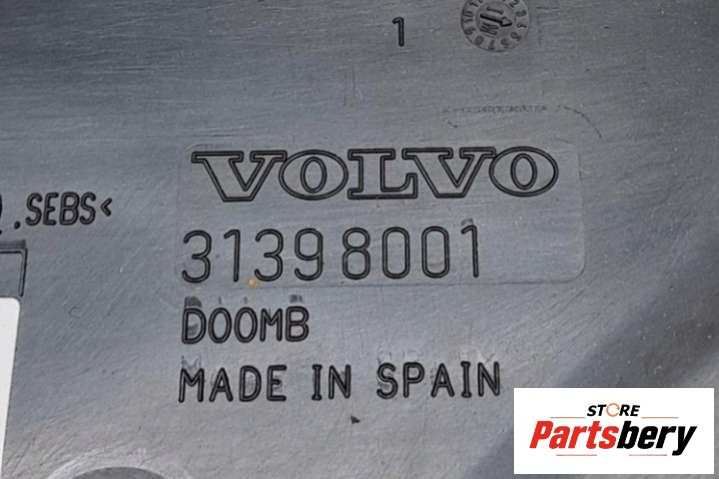 1
.SEBS<
VOLVO
31398001
D00MB
MADE IN SPAIN
STORE
Partsbery